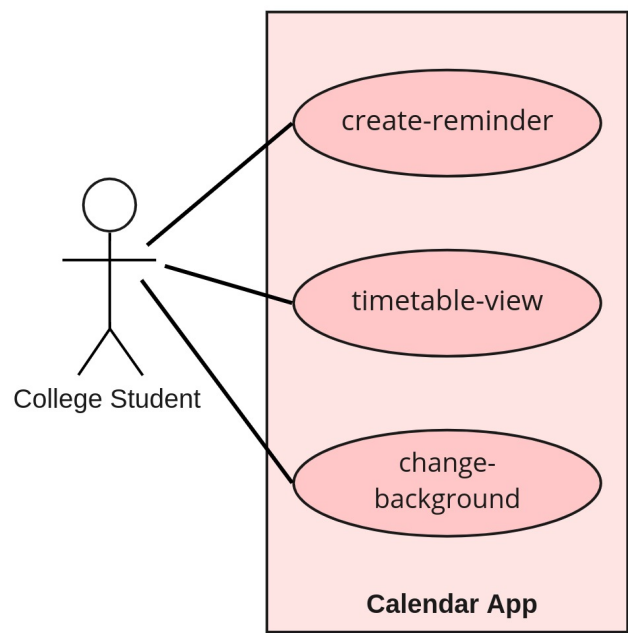 create-reminder
timetable-view
College Student
change-
background
Calendar App